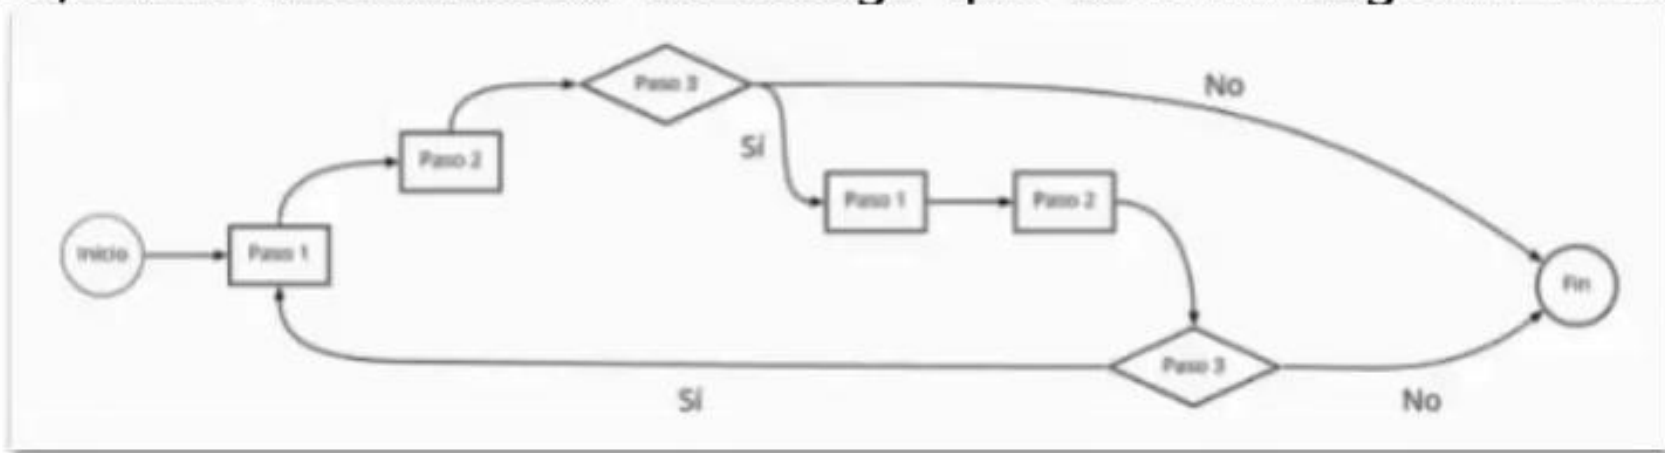 Inicio
Paso 1
Paso 2
Paso 3
No
Sí
Paso 1
Paso 2
Paso 3
Sí
No
Fin